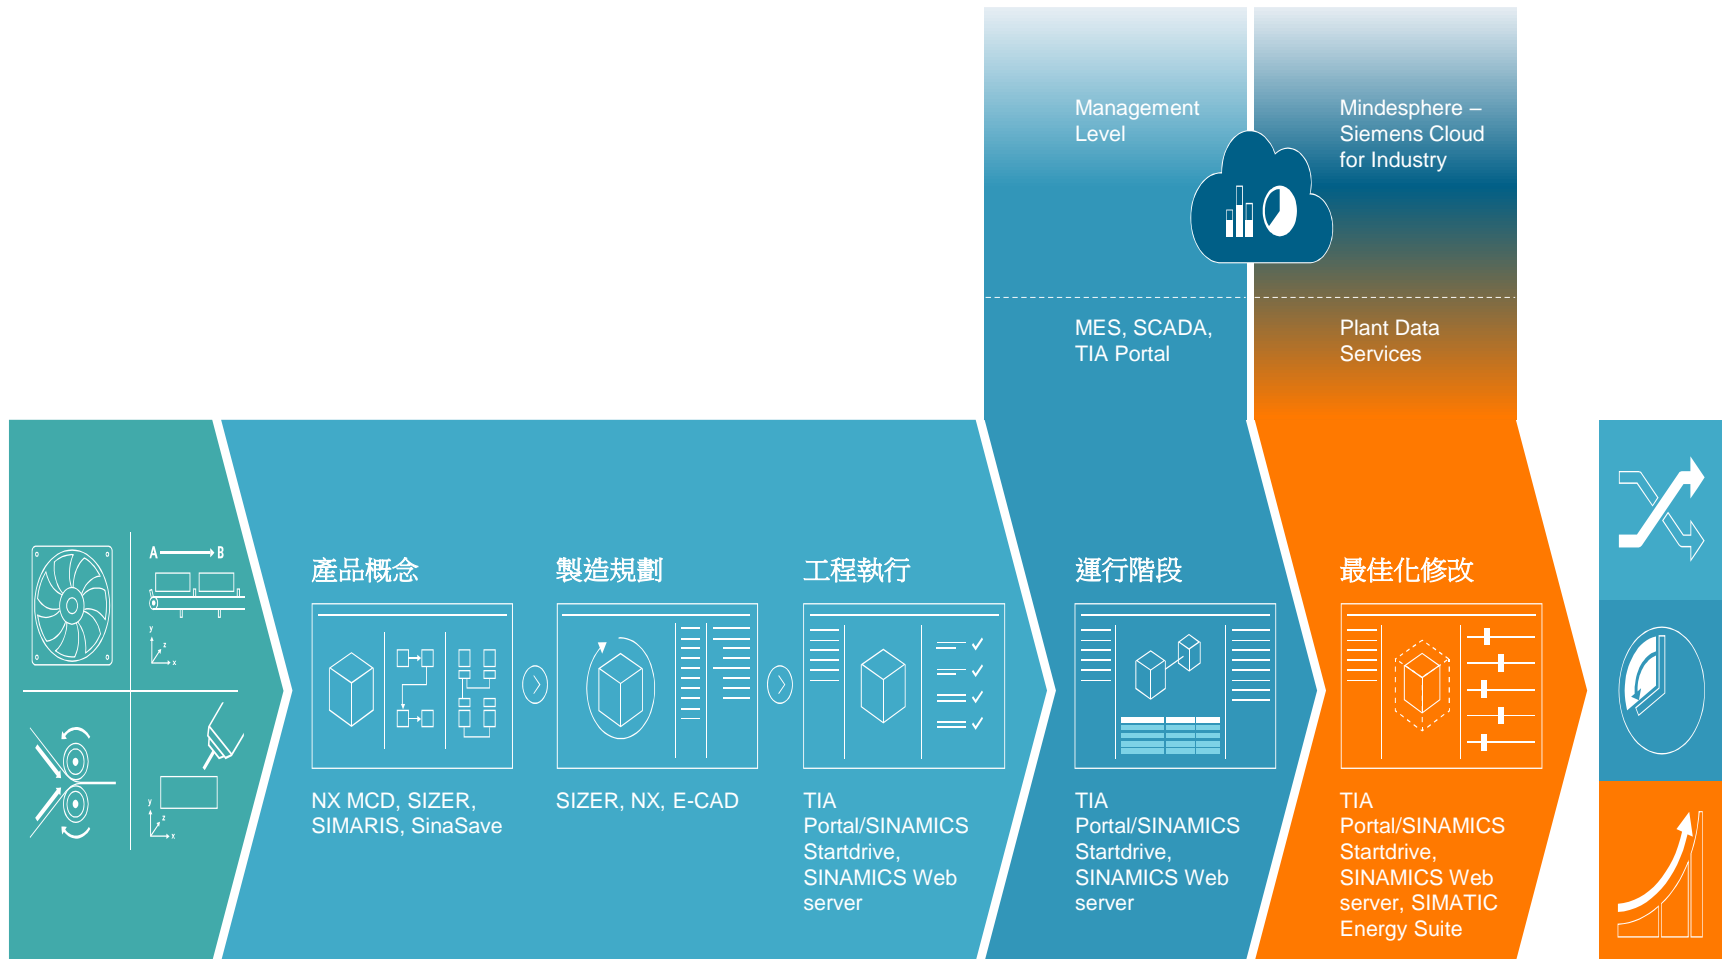 Management
Level
Mindesphere –
Siemens Cloud
for Industry
MES, SCADA,
TIA Portal
Plant Data
Services
A
B
y
z
x
y
z
x
產品概念
NX MCD, SIZER,
SIMARIS, SinaSave
製造規劃
SIZER, NX, E-CAD
工程執行
TIA
Portal/SINAMICS
Startdrive,
SINAMICS Web
server
運行階段
TIA
Portal/SINAMICS
Startdrive,
SINAMICS Web
server
最佳化修改
TIA
Portal/SINAMICS
Startdrive,
SINAMICS Web
server, SIMATIC
Energy Suite